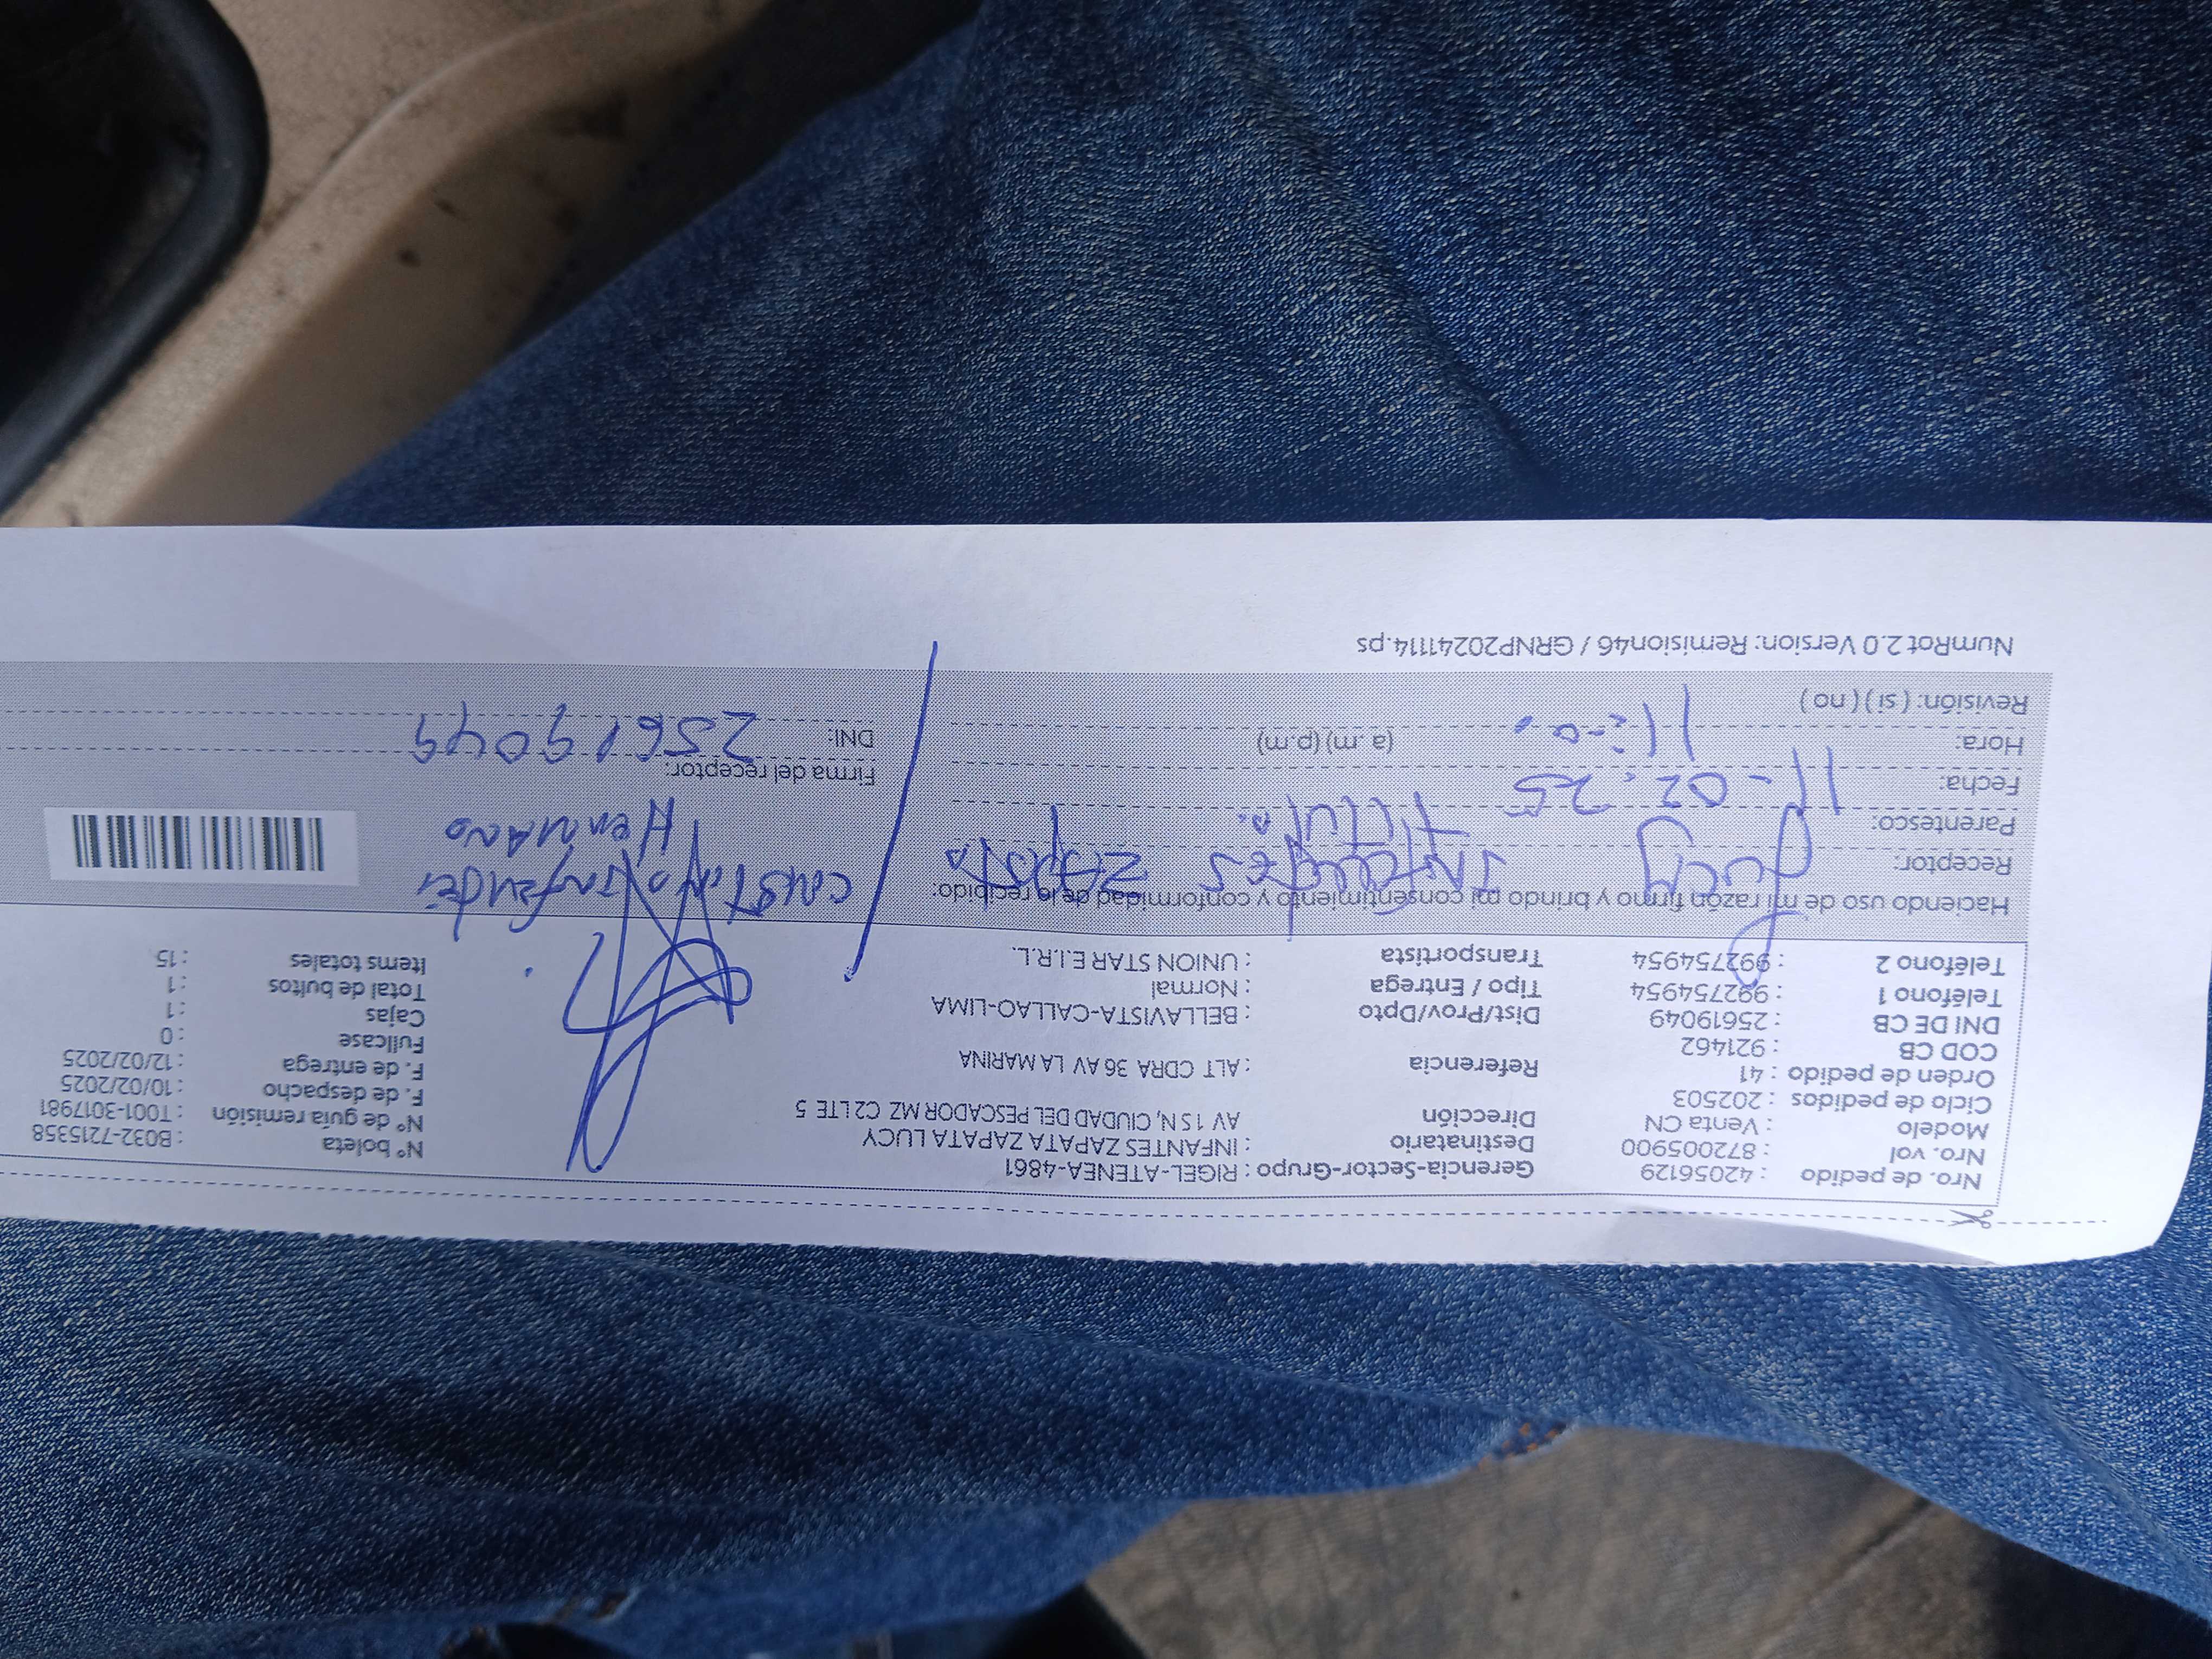 Nro. de pedido : 42056129 Gerencia-Sector-Grupo : RIGEL-ATENEA-4861 N° boleta : B032-7215358
Nro. vol : 872005900 Destinatario : INFANTES ZAPATA ZAPATA LUCY N° de guía remisión : T001-3017981
Modelo : Venta CN Dirección AV 1 SN, CIUDAD DEL PESCADOR MZ C2 LTE 5 F. de despacho : 10/02/2025
Ciclo de pedidos : 202503 F. de entrega : 12/02/2025
Orden de pedido : 41 Referencia : ALT CDRA 36 AV LA MARINA Fullcase : 0
COD CB : 921462 Cajas : 1
DNI DE CB : 25619049 Dist/Prov/Dpto : BELLAVISTA-CALLAO-LIMA Total de bultos : 1
Teléfono 1 : 992754954 Tipo / Entrega : Normal Items totales : 15
Teléfono 2 : 992754954 Transportista : UNION STAR E.I.R.L.
Haciendo uso de mi razón firmo y brindo mi consentimiento y conformidad de lo recibido:
Receptor: Lucy Infantes Zapata
Parentesco: titula. Hermano
Fecha: 11-02.25 Firma del receptor:
Hora: 11:00 (a.m) (p.m) DNI: 25619049
Revisión: ( si ) ( no )
NumRot 2.0 Version: Remision46 / GRNP20241114.ps